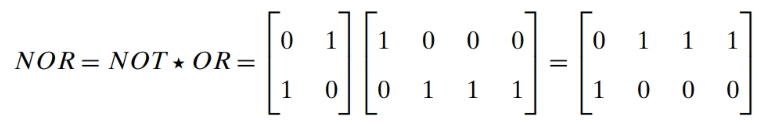 NOR = NOT ⋆ OR = [0 1; 1 0] [1 0 0 0; 0 1 1 1] = [0 1 1 1; 1 0 0 0]